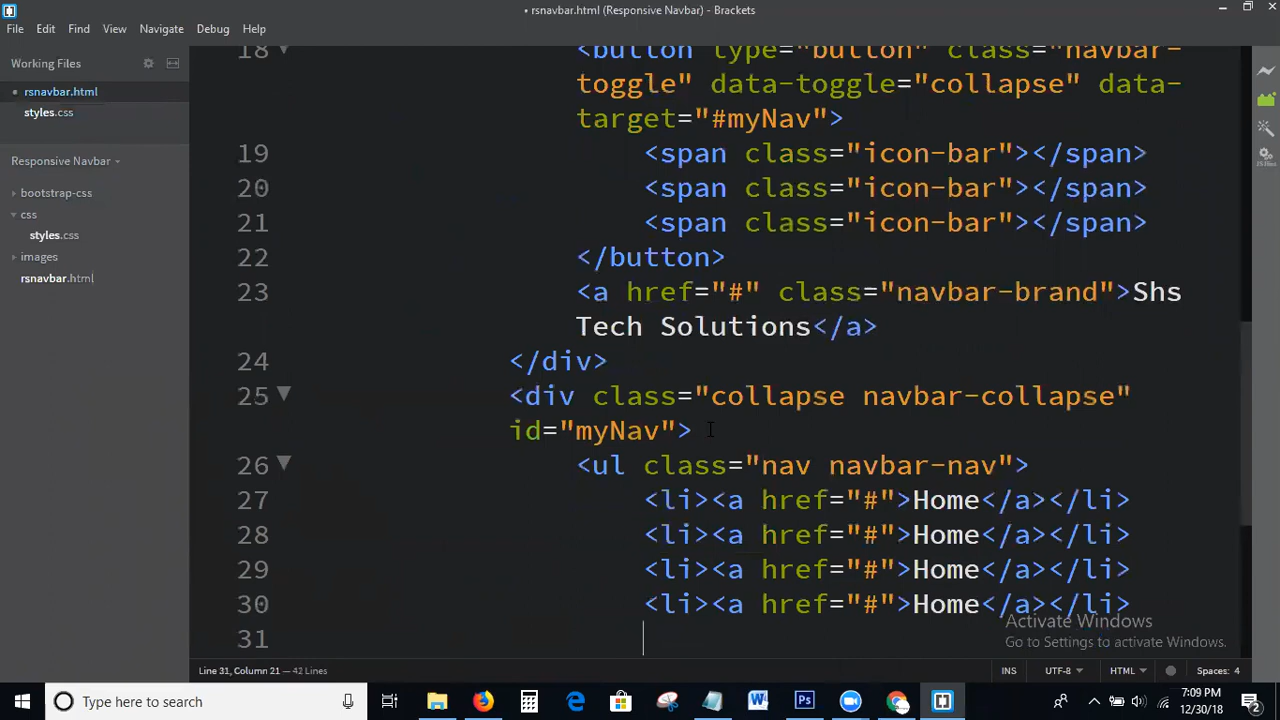 • rsnavbar.html (Responsive Navbar) - Brackets
File Edit Find View Navigate Debug Help
Working Files
• rsnavbar.html
styles.css
Responsive Navbar
bootstrap-css
css
styles.css
images
rsnavbar.html
18 <button type="button" class="navbar-
toggle" data-toggle="collapse" data-
target="#myNav">
19 <span class="icon-bar"></span>
20 <span class="icon-bar"></span>
21 <span class="icon-bar"></span>
22 </button>
23 <a href="#" class="navbar-brand">Shs
Tech Solutions</a>
24 </div>
25 <div class="collapse navbar-collapse"
id="myNav">
26 <ul class="nav navbar-nav">
27 <li><a href="#">Home</a></li>
28 <li><a href="#">Home</a></li>
29 <li><a href="#">Home</a></li>
30 <li><a href="#">Home</a></li>
31
Activate Windows
Go to Settings to activate Windows.
Line 31, Column 21 — 42 Lines
INS UTF-8 HTML Spaces: 4
Type here to search
7:09 PM
12/30/18
2